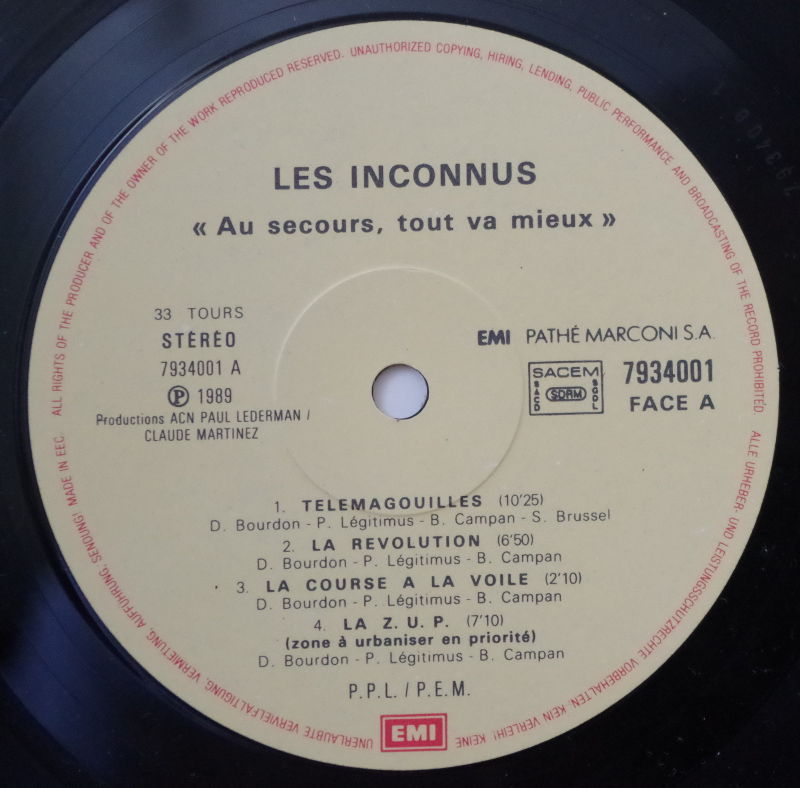 ALL RIGHTS OF THE PRODUCER AND OF THE OWNER OF THE WORK REPRODUCED RESERVED. UNAUTHORIZED COPYING, HIRING, LENDING, PUBLIC PERFORMANCE AND BROADCASTING OF THE RECORD PROHIBITED. ALLE URHEBER- UND LEISTUNGSSCHUTZRECHTE VORBEHALTEN. KEIN VERLEIH! KEINE UNERLAUBTE VERVIELFÄLTIGUNG, VERMIETUNG, AUFFÜHRUNG, SENDUNG! MADE IN EEC.
LES INCONNUS
« Au secours, tout va mieux »
33 TOURS
STÉRÉO
7934001 A
Ⓟ 1989
Productions ACN PAUL LEDERMAN /
CLAUDE MARTINEZ
EMI PATHÉ MARCONI S.A.
SACEM
SACD
SDRM
SGDL
7934001
FACE A
1. TELEMAGOUILLES (10'25)
D. Bourdon - P. Légitimus - B. Campan - S. Brussel
2. LA REVOLUTION (6'50)
D. Bourdon - P. Légitimus - B. Campan
3. LA COURSE A LA VOILE (2'10)
D. Bourdon - P. Légitimus - B. Campan
4. LA Z. U. P. (7'10)
(zone à urbaniser en priorité)
D. Bourdon - P. Légitimus - B. Campan
P.P.L. / P.E.M.
EMI